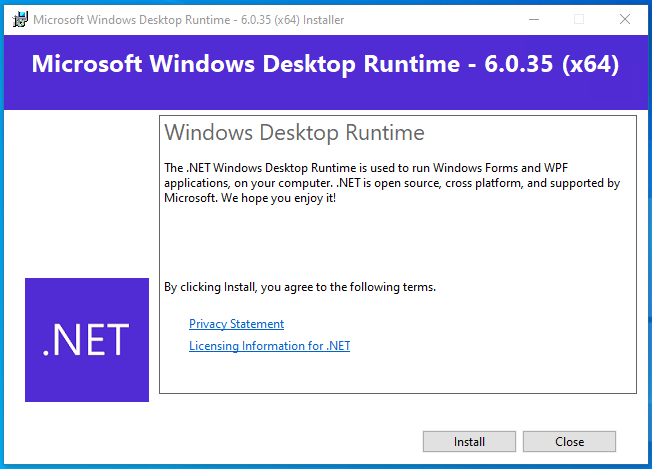 Microsoft Windows Desktop Runtime - 6.0.35 (x64) Installer
Microsoft Windows Desktop Runtime - 6.0.35 (x64)
Windows Desktop Runtime
The .NET Windows Desktop Runtime is used to run Windows Forms and WPF
applications, on your computer. .NET is open source, cross platform, and supported by
Microsoft. We hope you enjoy it!
By clicking Install, you agree to the following terms.
Privacy Statement
Licensing Information for .NET
.NET
Install
Close